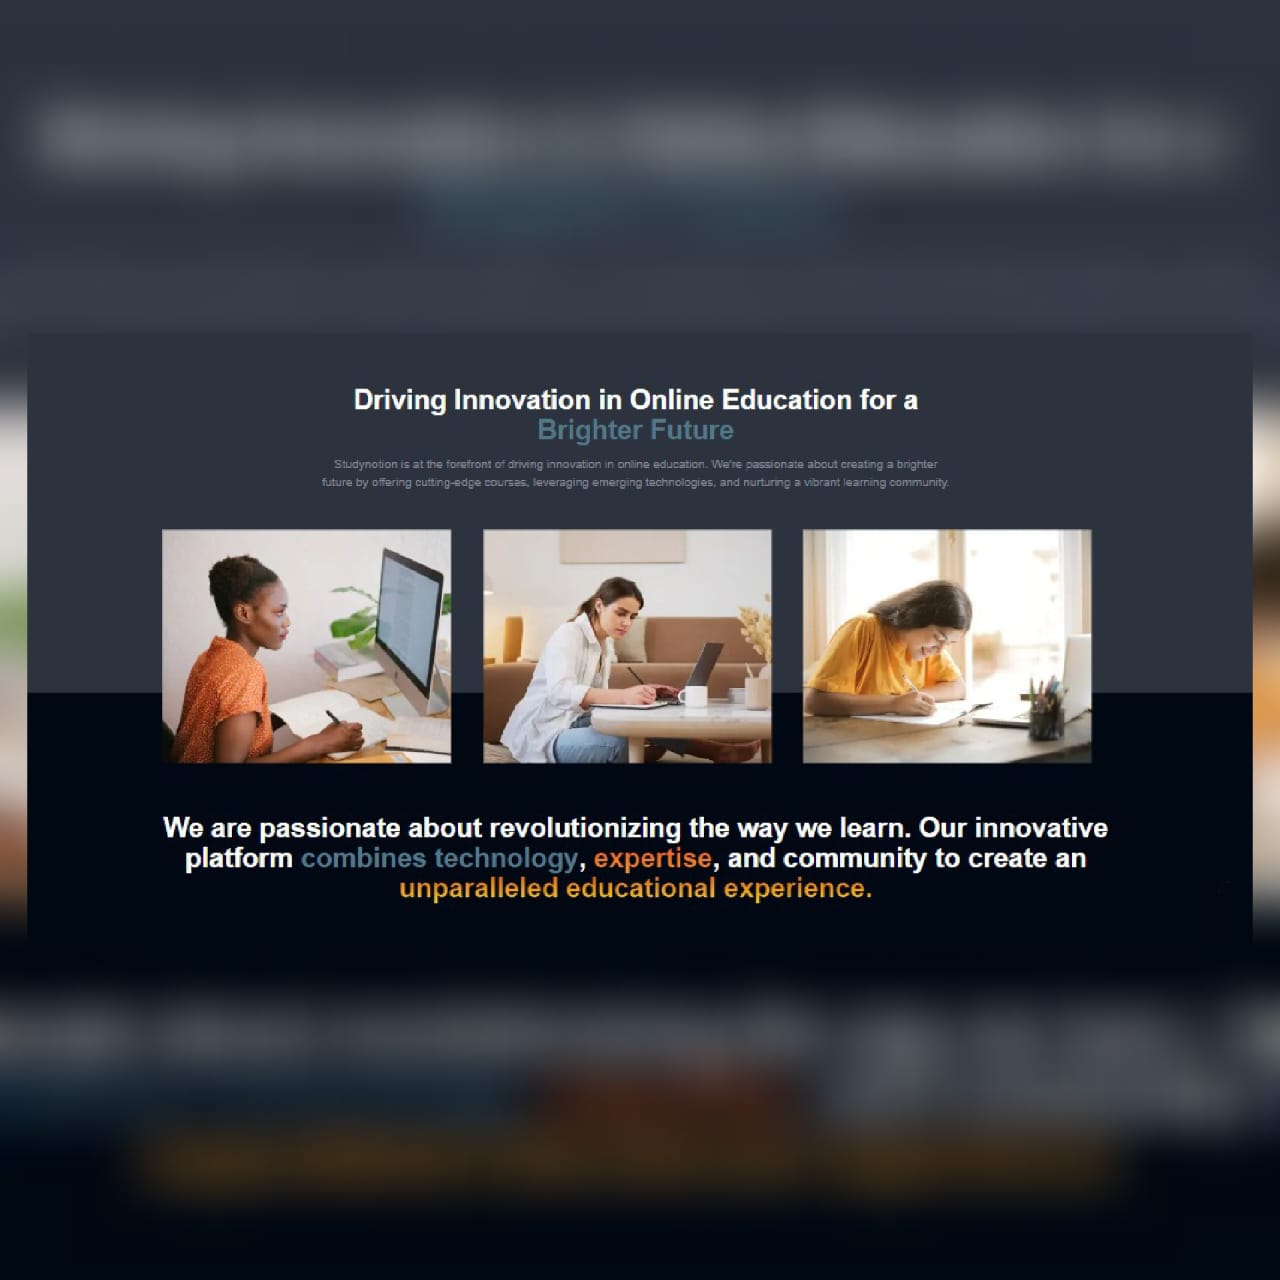 Driving Innovation in Online Education for a
Brighter Future
Studynotion is at the forefront of driving innovation in online education. We're passionate about creating a brighter
future by offering cutting-edge courses, leveraging emerging technologies, and nurturing a vibrant learning community.
We are passionate about revolutionizing the way we learn. Our innovative
platform combines technology, expertise, and community to create an
unparalleled educational experience.